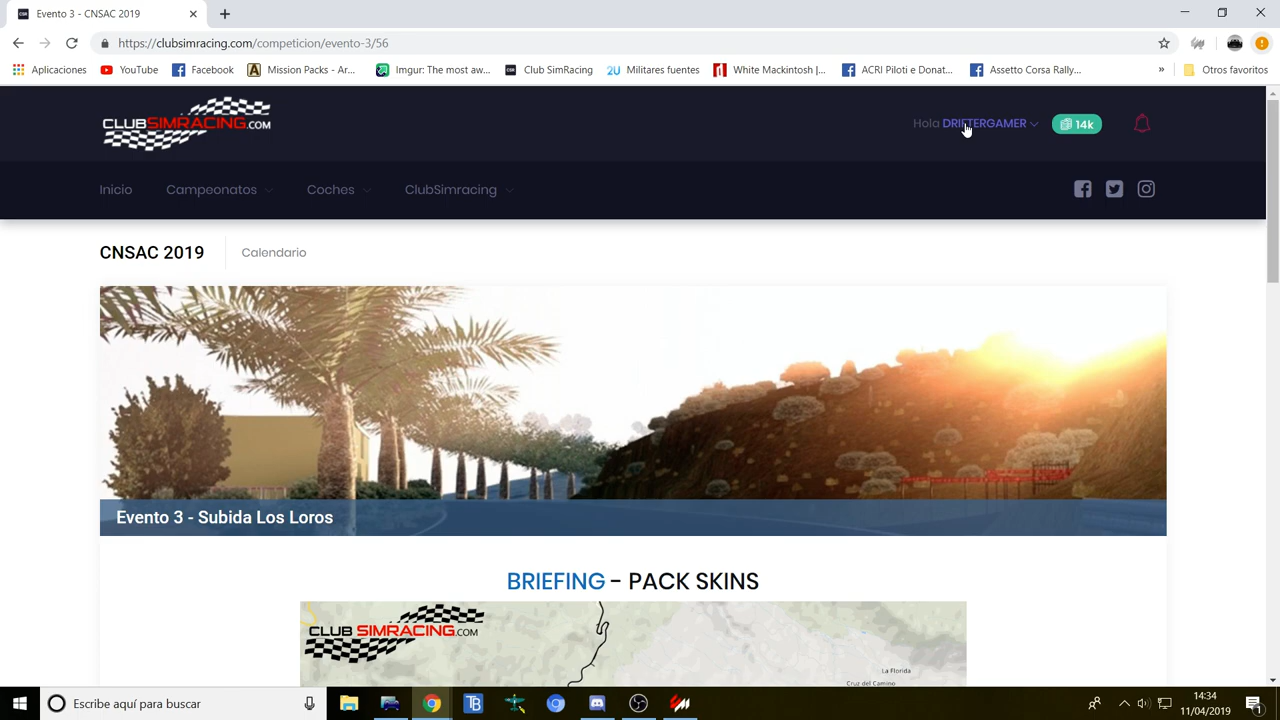 Evento 3 - CNSAC 2019
https://clubsimracing.com/competicion/evento-3/56
Aplicaciones YouTube Facebook Mission Packs - Ar... Imgur: The most aw... Club SimRacing Militares fuentes White Mackintosh |... ACRI Piloti e Donat... Assetto Corsa Rally... » Otros favoritos
CLUBSIMRACING.COM
Hola DRIFTERGAMER 14k
Inicio Campeonatos Coches ClubSimracing
CNSAC 2019 Calendario
Evento 3 - Subida Los Loros
BRIEFING - PACK SKINS
CLUB SIMRACING.COM
La Florida
Cruz del Camino
Escribe aquí para buscar
14:34
11/04/2019
1